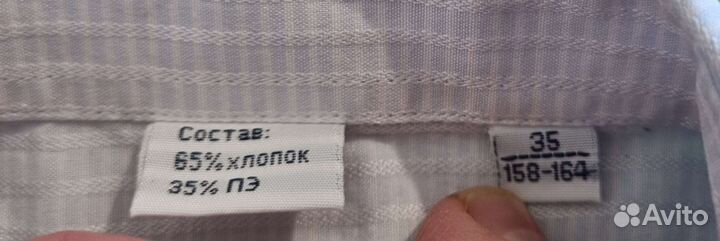 Состав:
65% хлопок
35% ПЭ
35
158-164
Avito